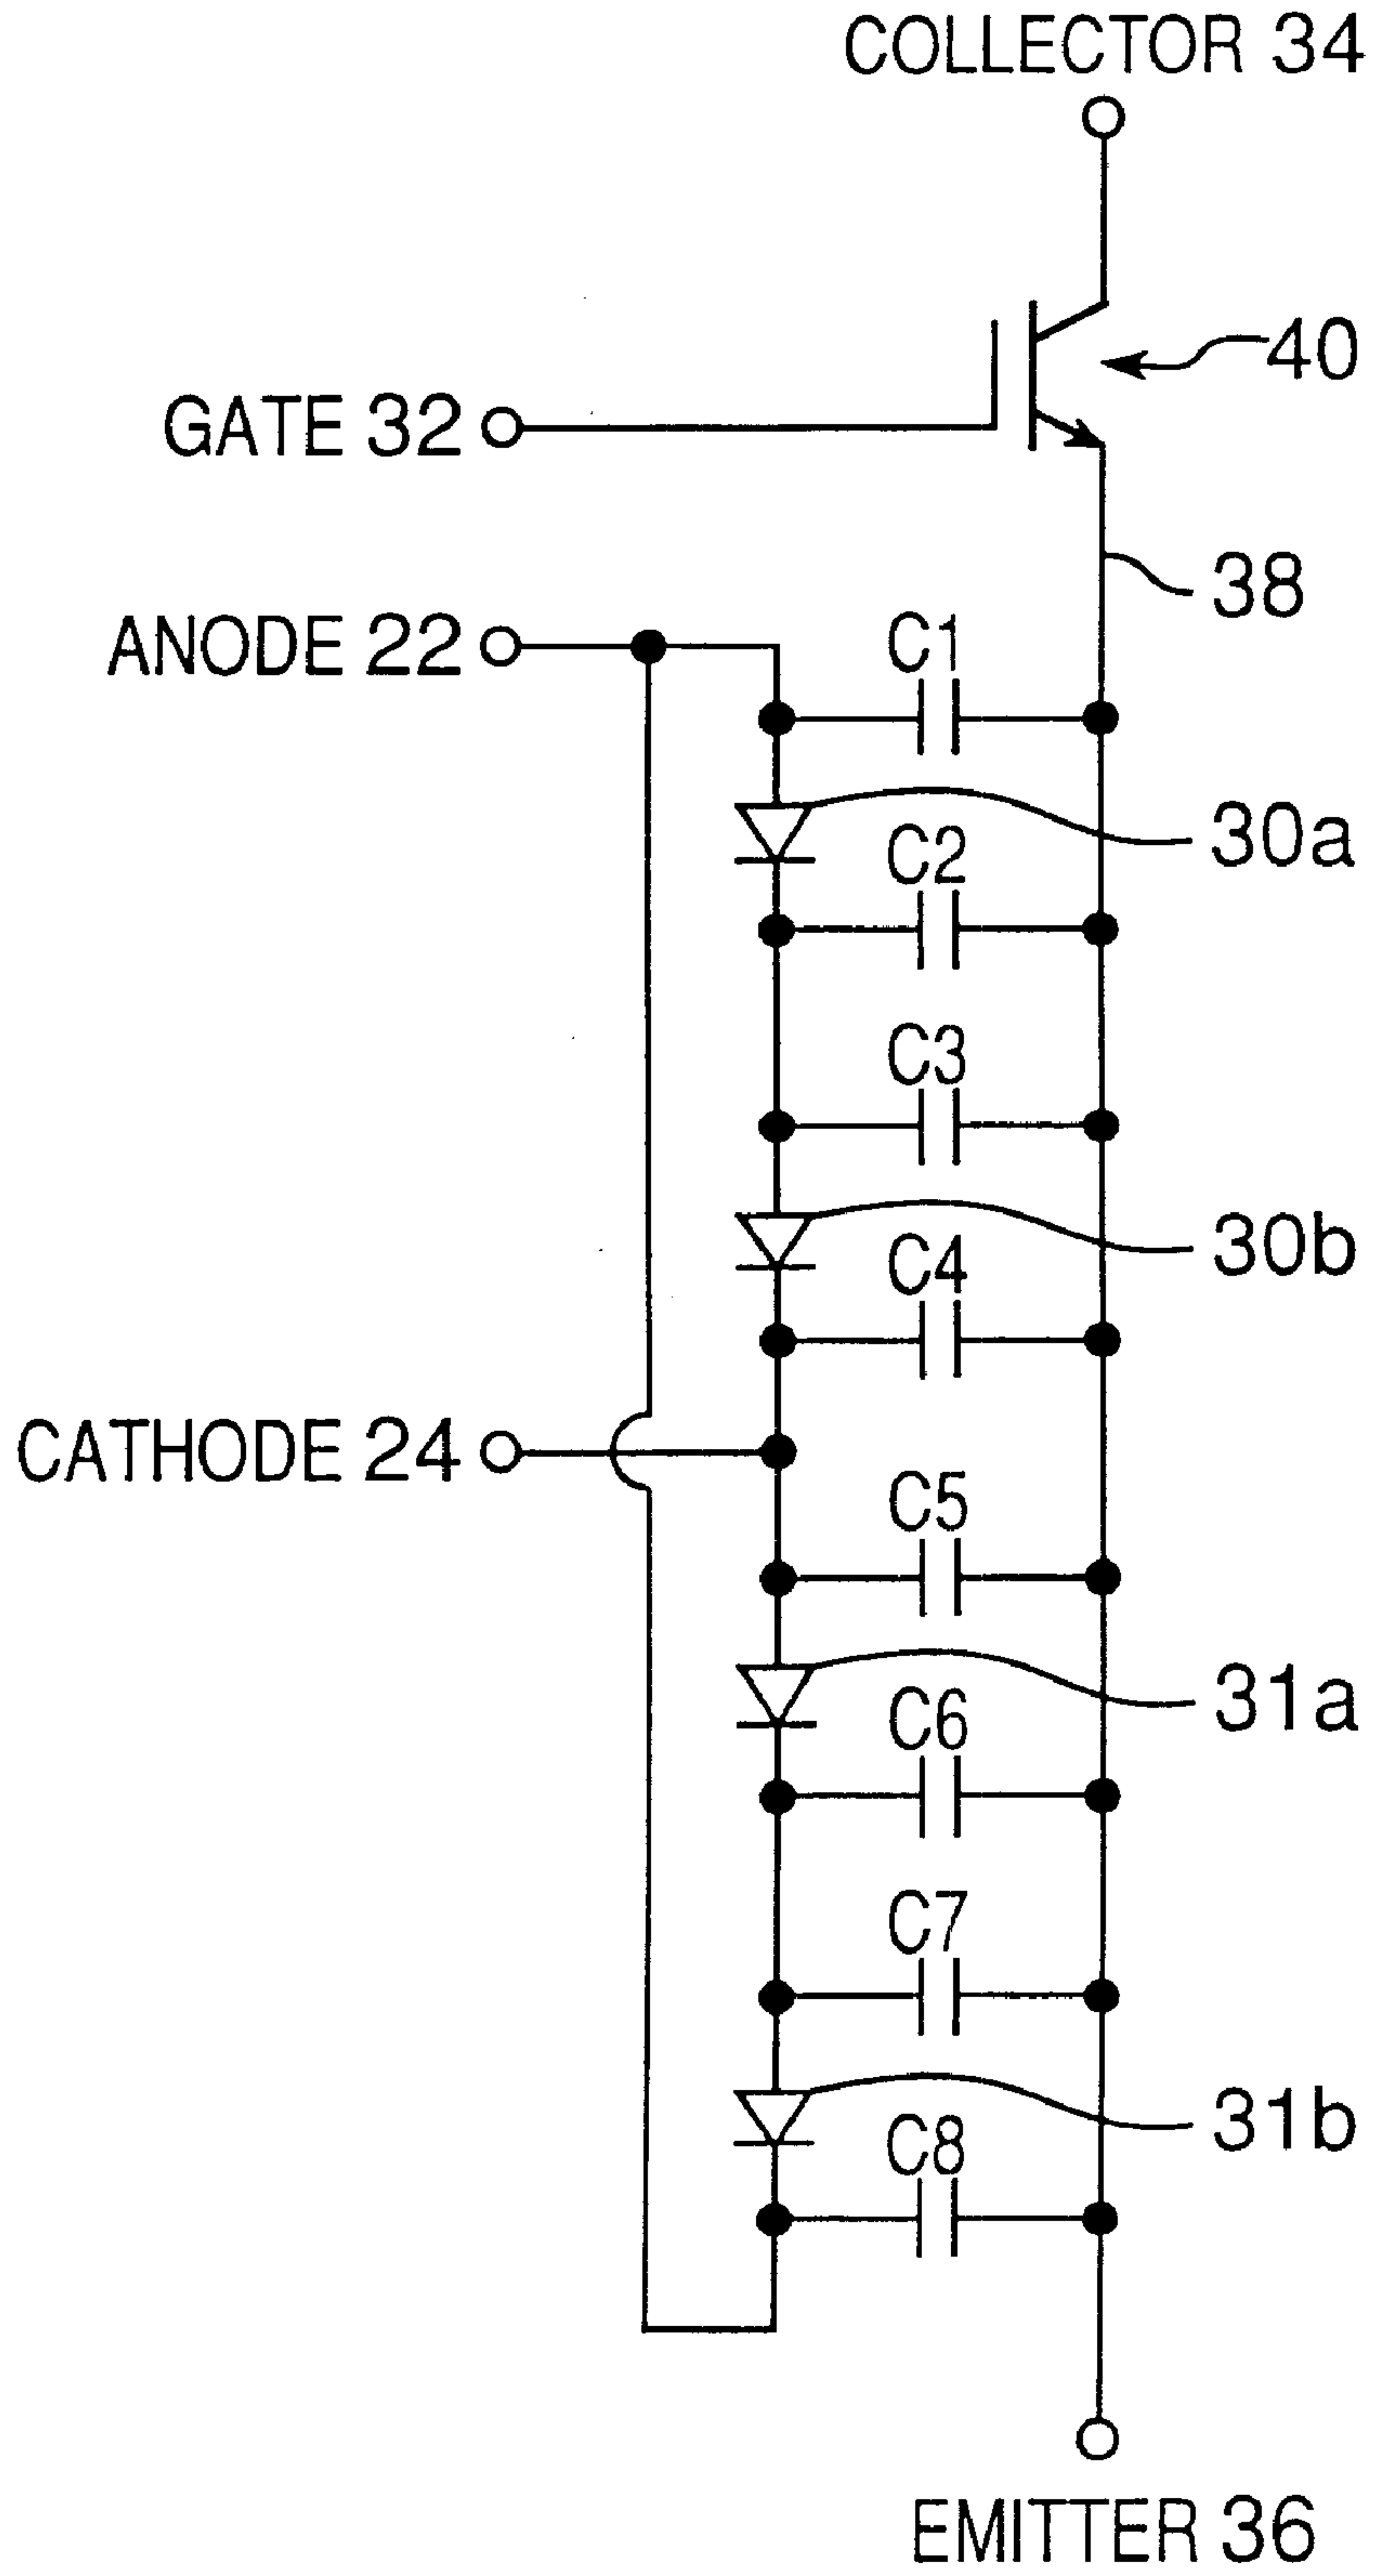 COLLECTOR 34
40
GATE 32
38
ANODE 22
C1
30a
C2
C3
30b
C4
CATHODE 24
C5
31a
C6
C7
31b
C8
EMITTER 36